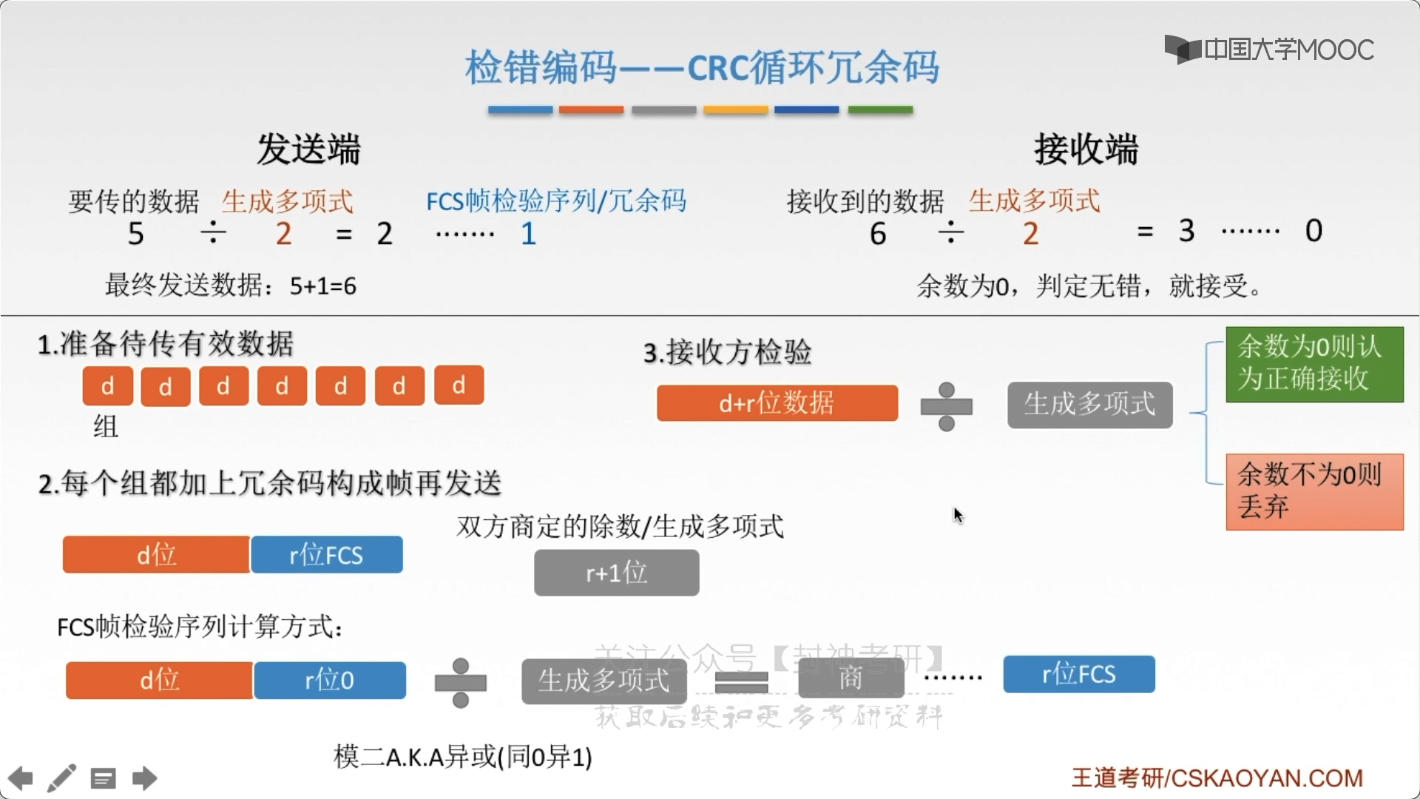 检错编码——CRC循环冗余码
中国大学MOOC
发送端
要传的数据 生成多项式 FCS帧检验序列/冗余码
5 ÷ 2 = 2 ······· 1
最终发送数据：5+1=6
接收端
接收到的数据 生成多项式
6 ÷ 2 = 3 ······· 0
余数为0，判定无错，就接受。
1.准备待传有效数据
d d d d d d d
组
2.每个组都加上冗余码构成帧再发送
d位 r位FCS
双方商定的除数/生成多项式
r+1位
FCS帧检验序列计算方式：
d位 r位0 生成多项式 商 ······· r位FCS
模二A.K.A异或(同0异1)
3.接收方检验
d+r位数据 生成多项式
余数为0则认
为正确接收
余数不为0则
丢弃
关注公众号【封神考研】
获取后续和更多考研资料
王道考研/CSKAOYAN.COM